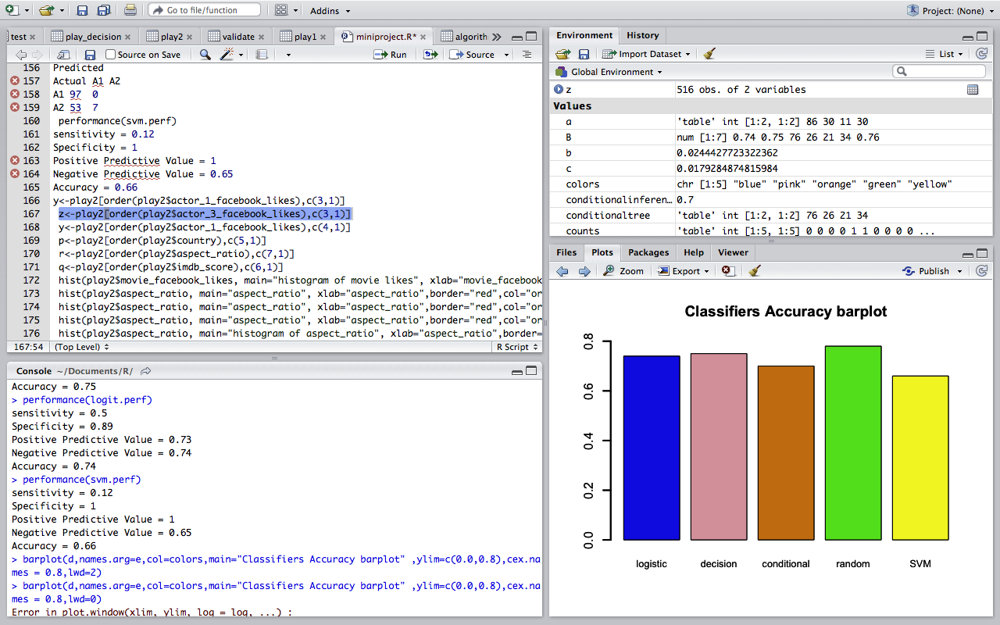 Go to file/function
Addins
Project: (None)
test
play_decision
play2
validate
play1
miniproject.R*
algorith
Source on Save
Run
Source
156 Predicted
157 Actual A1 A2
158 A1 97  0
159 A2 53  7
160  performance(svm.perf)
161 sensitivity = 0.12
162 Specificity = 1
163 Positive Predictive Value = 1
164 Negative Predictive Value = 0.65
165 Accuracy = 0.66
166 y<-play2[order(play2$actor_1_facebook_likes),c(3,1)]
167  z<-play2[order(play2$actor_3_facebook_likes),c(3,1)]
168  y<-play2[order(play2$actor_1_facebook_likes),c(4,1)]
169  p<-play2[order(play2$country),c(5,1)]
170  r<-play2[order(play2$aspect_ratio),c(7,1)]
171  q<-play2[order(play2$imdb_score),c(6,1)]
172  hist(play2$movie_facebook_likes, main="histogram of movie likes", xlab="movie_facebook
173  hist(play2$aspect_ratio, main="aspect_ratio", xlab="aspect_ratio",border="red",col="or
174  hist(play2$aspect_ratio, main="aspect_ratio", xlab="aspect_ratio",border="red",col="or
175  hist(play2$aspect_ratio, main="aspect_ratio", xlab="aspect_ratio",border="red",col="or
176  hist(play2$aspect_ratio, main="histogram of aspect_ratio", xlab="aspect_ratio",border=
167:54 (Top Level) R Script
Console ~/Documents/R/
Accuracy = 0.75
> performance(logit.perf)
sensitivity = 0.5
Specificity = 0.89
Positive Predictive Value = 0.73
Negative Predictive Value = 0.74
Accuracy = 0.74
> performance(svm.perf)
sensitivity = 0.12
Specificity = 1
Positive Predictive Value = 1
Negative Predictive Value = 0.65
Accuracy = 0.66
> barplot(d,names.arg=e,col=colors,main="Classifiers Accuracy barplot" ,ylim=c(0.0,0.8),cex.na
mes = 0.8,lwd=2)
> barplot(d,names.arg=e,col=colors,main="Classifiers Accuracy barplot" ,ylim=c(0.0,0.8),cex.na
mes = 0.8,lwd=0)
Error in plot.window(xlim, ylim, log = log, ...) :
Environment History
Import Dataset
List
Global Environment
z 516 obs. of 2 variables
Values
a 'table' int [1:2, 1:2] 86 30 11 30
B num [1:7] 0.74 0.75 76 26 21 34 0.76
b 0.0244427723322362
c 0.0179284874815984
colors chr [1:5] "blue" "pink" "orange" "green" "yellow"
conditionalinferen… 0.7
conditionaltree 'table' int [1:2, 1:2] 76 26 21 34
counts 'table' int [1:5, 1:5] 0 0 0 0 1 1 0 0 0 0 ...
Files Plots Packages Help Viewer
Zoom Export Publish
Classifiers Accuracy barplot
0.8
0.6
0.4
0.2
0.0
logistic decision conditional random SVM